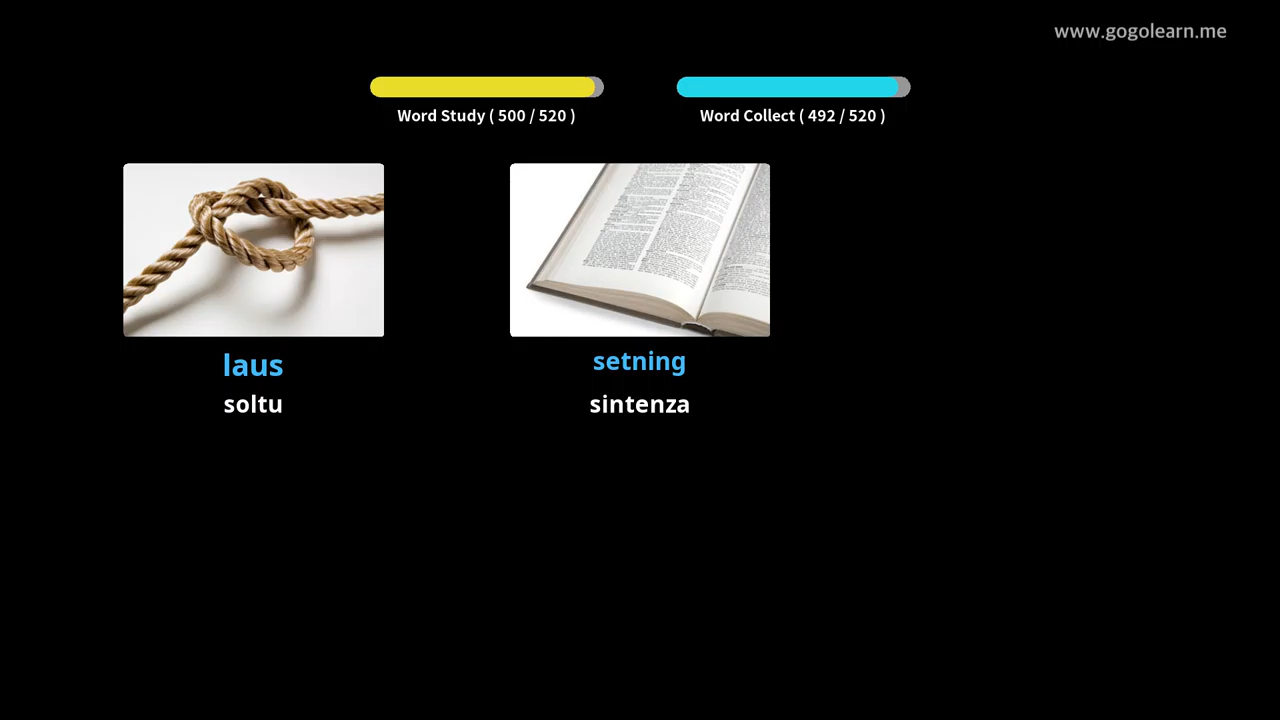 www.gogolearn.me
Word Study ( 500 / 520 )
Word Collect ( 492 / 520 )
laus
setning
soltu
sintenza